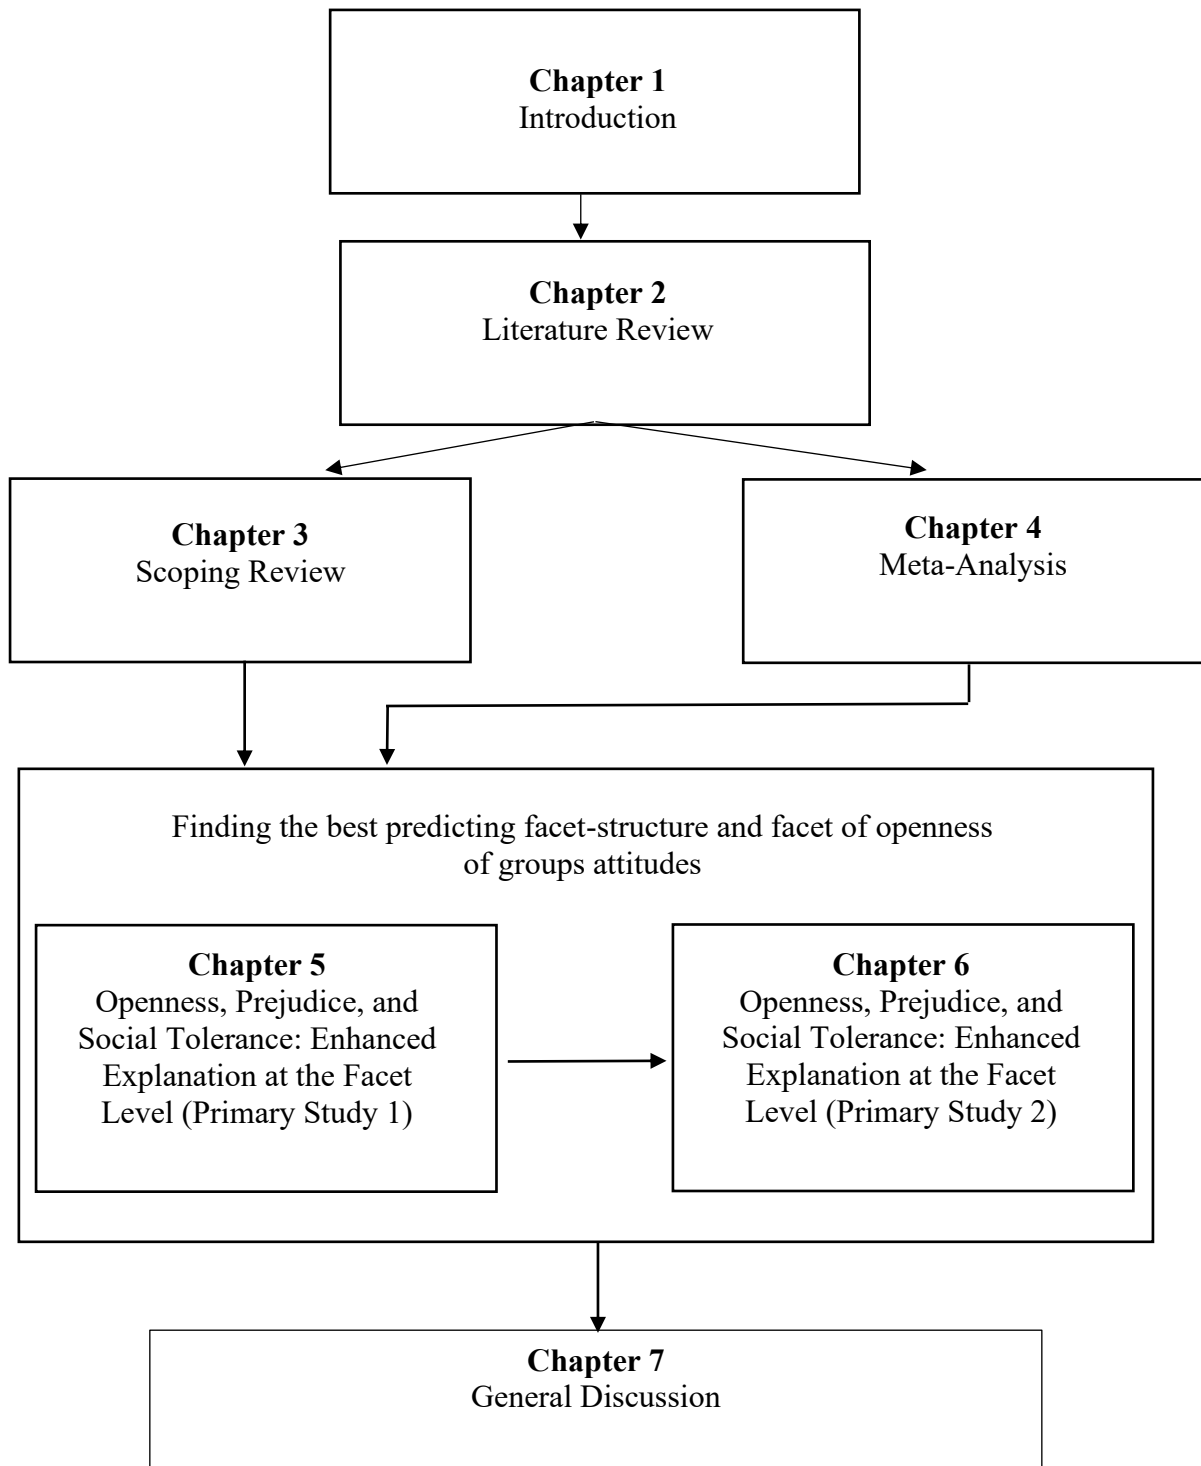 Chapter 1
Introduction
Chapter 2
Literature Review
Chapter 3
Scoping Review
Chapter 4
Meta-Analysis
Finding the best predicting facet-structure and facet of openness
of groups attitudes
Chapter 5
Openness, Prejudice, and
Social Tolerance: Enhanced
Explanation at the Facet
Level (Primary Study 1)
Chapter 6
Openness, Prejudice, and
Social Tolerance: Enhanced
Explanation at the Facet
Level (Primary Study 2)
Chapter 7
General Discussion